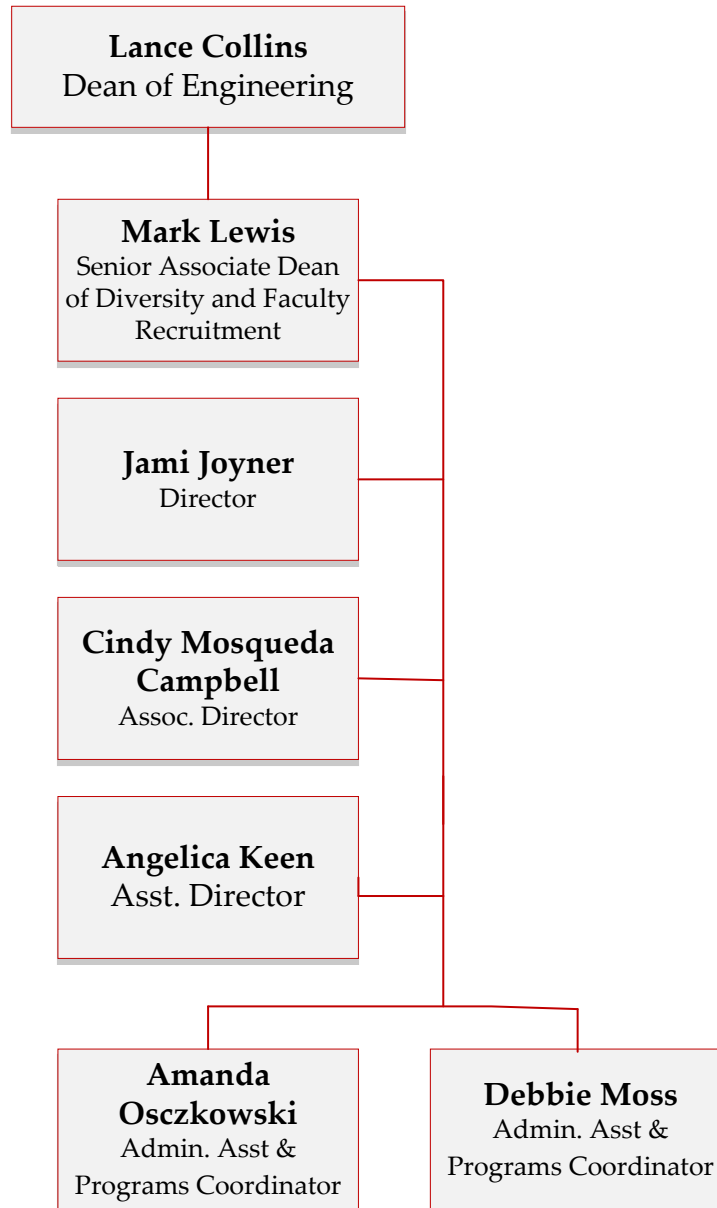 Lance Collins
Dean of Engineering
Mark Lewis
Senior Associate Dean
of Diversity and Faculty
Recruitment
Jami Joyner
Director
Cindy Mosqueda
Campbell
Assoc. Director
Angelica Keen
Asst. Director
Amanda
Osczkowski
Admin. Asst &
Programs Coordinator
Debbie Moss
Admin. Asst &
Programs Coordinator